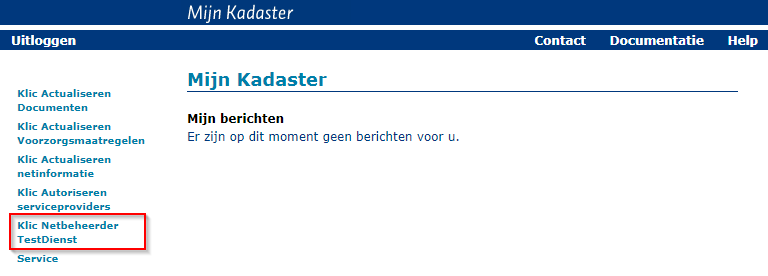 Mijn Kadaster
Uitloggen
Contact
Documentatie
Help
Klic Actualiseren
Documenten
Klic Actualiseren
Voorzorgsmaatregelen
Klic Actualiseren
netinformatie
Klic Autoriseren
serviceproviders
Klic Netbeheerder
TestDienst
Service
Mijn Kadaster
Mijn berichten
Er zijn op dit moment geen berichten voor u.